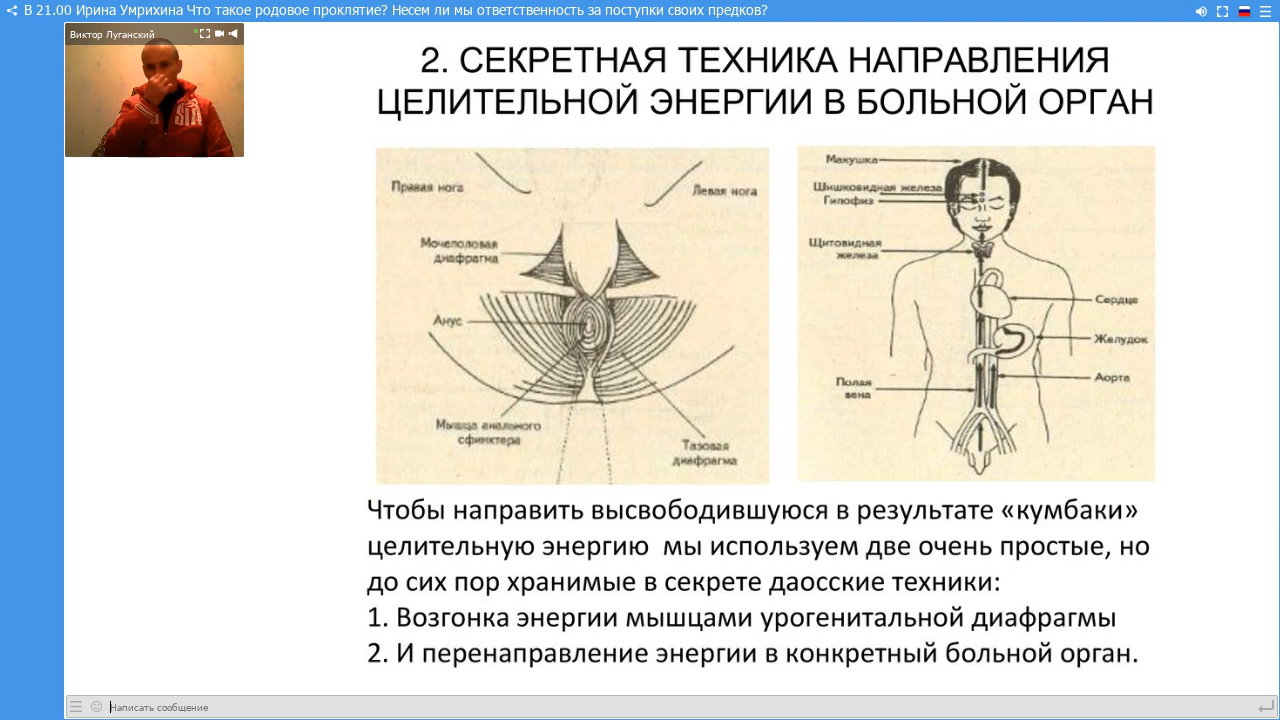 В 21.00 Ирина Умрихина Что такое родовое проклятие? Несем ли мы ответственность за поступки своих предков?
Виктор Луганский
2. СЕКРЕТНАЯ ТЕХНИКА НАПРАВЛЕНИЯ
ЦЕЛИТЕЛЬНОЙ ЭНЕРГИИ В БОЛЬНОЙ ОРГАН
Правая нога
Левая нога
Мочеполовая
диафрагма
Анус
Мышца анального
сфинктера
Тазовая
диафрагма
Макушка
Шишковидная железа
Гипофиз
Щитовидная
железа
Сердце
Желудок
Аорта
Полая
вена
Чтобы направить высвободившуюся в результате «кумбаки»
целительную энергию мы используем две очень простые, но
до сих пор хранимые в секрете даосские техники:
1. Возгонка энергии мышцами урогенитальной диафрагмы
2. И перенаправление энергии в конкретный больной орган.
Написать сообщение